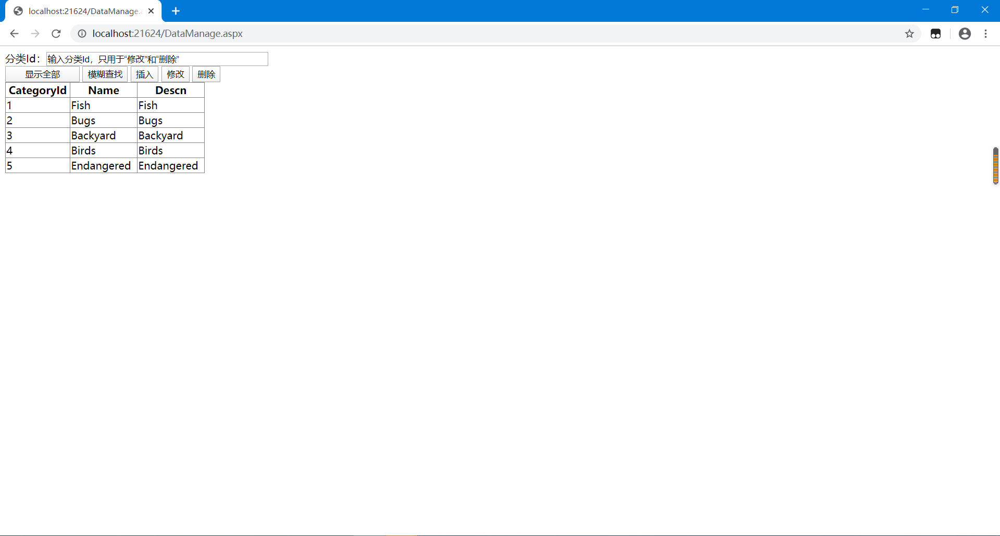 localhost:21624/DataManage.a
localhost:21624/DataManage.aspx
分类Id：输入分类Id，只用于“修改”和“删除”
显示全部 模糊查找 插入 修改 删除
CategoryId Name Descn
1 Fish Fish
2 Bugs Bugs
3 Backyard Backyard
4 Birds Birds
5 Endangered Endangered